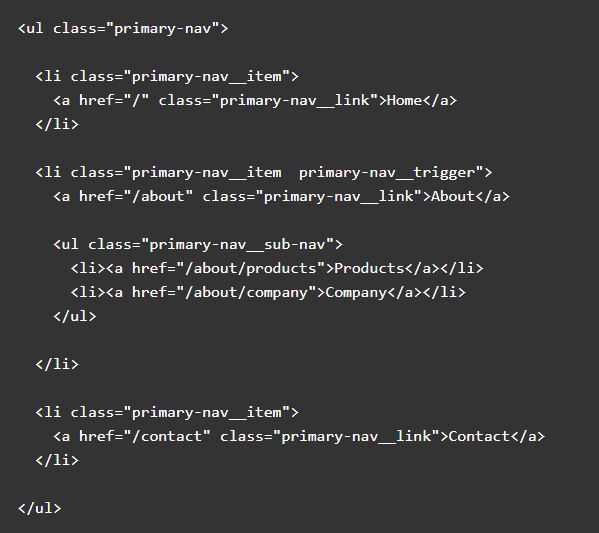 <ul class="primary-nav">
<li class="primary-nav__item">
<a href="/" class="primary-nav__link">Home</a>
</li>
<li class="primary-nav__item  primary-nav__trigger">
<a href="/about" class="primary-nav__link">About</a>
<ul class="primary-nav__sub-nav">
<li><a href="/about/products">Products</a></li>
<li><a href="/about/company">Company</a></li>
</ul>
</li>
<li class="primary-nav__item">
<a href="/contact" class="primary-nav__link">Contact</a>
</li>
</ul>